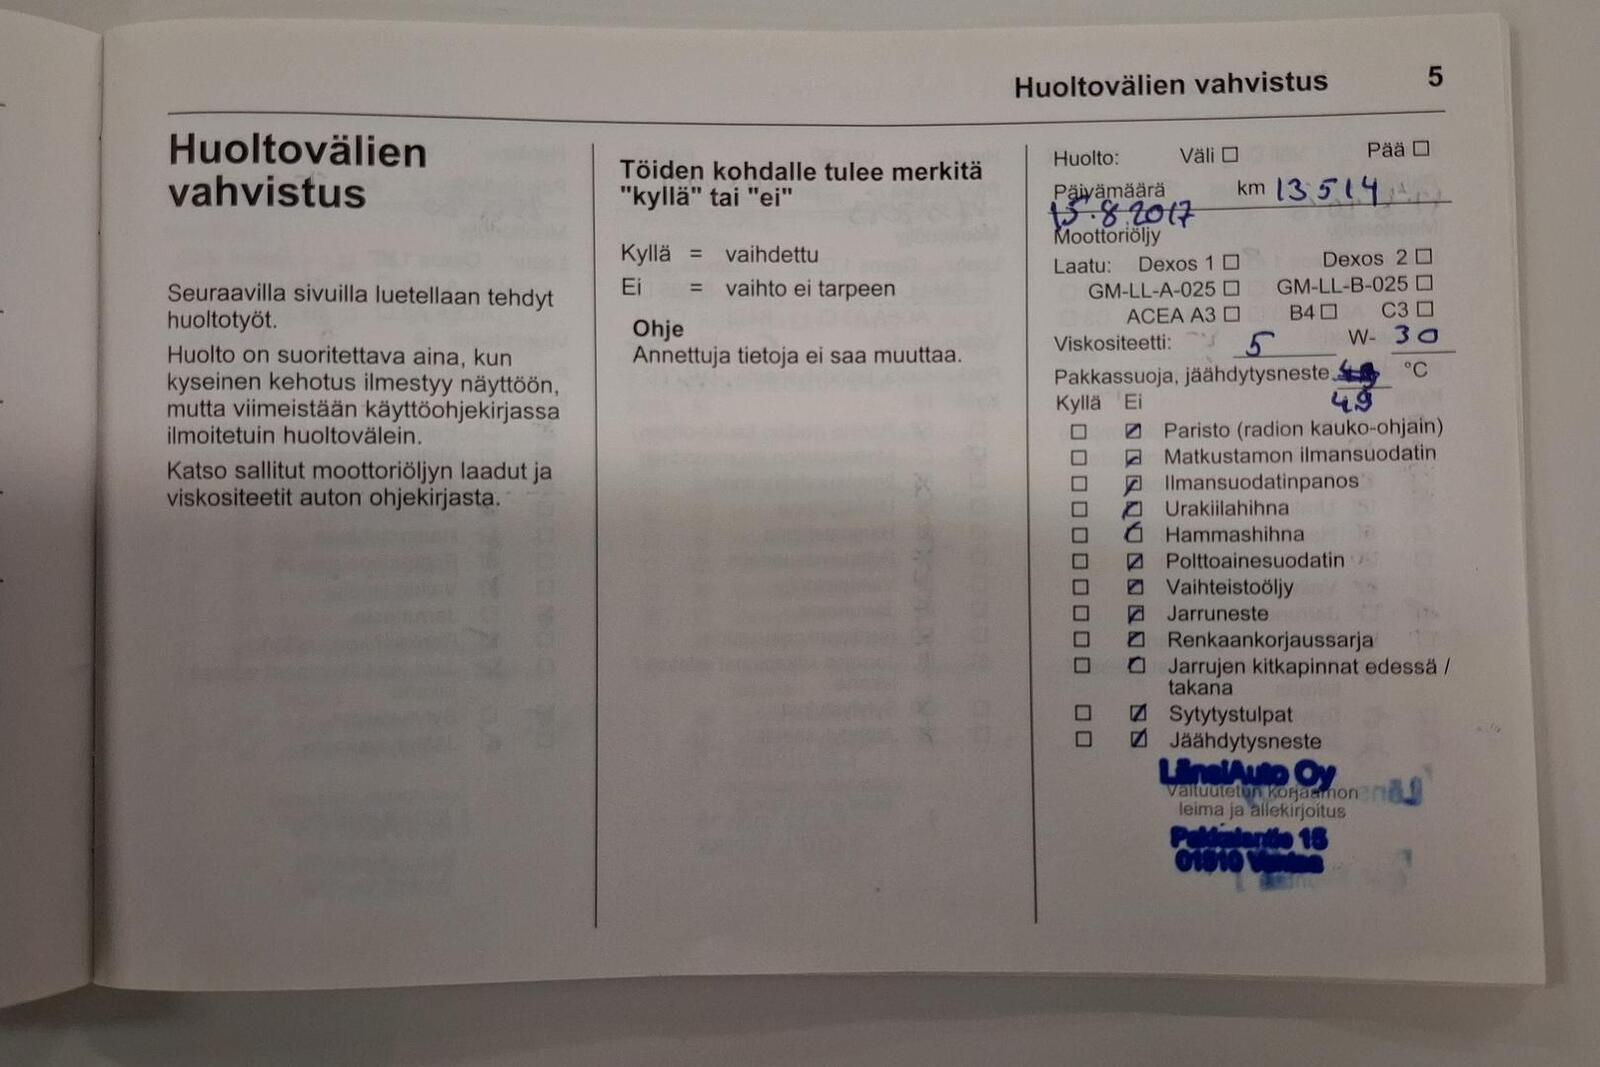 Huoltovälien vahvistus 5
Huoltovälien
vahvistus
Seuraavilla sivuilla luetellaan tehdyt
huoltotyöt.
Huolto on suoritettava aina, kun
kyseinen kehotus ilmestyy näyttöön,
mutta viimeistään käyttöohjekirjassa
ilmoitetuin huoltovälein.
Katso sallitut moottoriöljyn laadut ja
viskositeetit auton ohjekirjasta.
Töiden kohdalle tulee merkitä
"kyllä" tai "ei"
Kyllä = vaihdettu
Ei = vaihto ei tarpeen
Ohje
Annettuja tietoja ei saa muuttaa.
Huolto: Väli ☐ Pää ☐
Päivämäärä km 13514
15.8.2017
Moottoriöljy
Laatu: Dexos 1 ☐ Dexos 2 ☐
GM-LL-A-025 ☐ GM-LL-B-025 ☐
ACEA A3 ☐ B4 ☐ C3 ☐
Viskositeetti: 5 W- 30
Pakkassuoja, jäähdytysneste °C
49
Kyllä Ei
☐ ☑ Paristo (radion kauko-ohjain)
☐ ☑ Matkustamon ilmansuodatin
☐ ☑ Ilmansuodatinpanos
☐ ☑ Urakiilahihna
☐ ☑ Hammashihna
☐ ☑ Polttoainesuodatin
☐ ☑ Vaihteistoöljy
☐ ☑ Jarruneste
☐ ☑ Renkaankorjaussarja
☐ ☑ Jarrujen kitkapinnat edessä /
takana
☐ ☑ Sytytystulpat
☐ ☑ Jäähdytysneste
LänsiAuto Oy
Valtuutetun korjaamon
leima ja allekirjoitus
Pakkalantie 15
01510 Vantaa